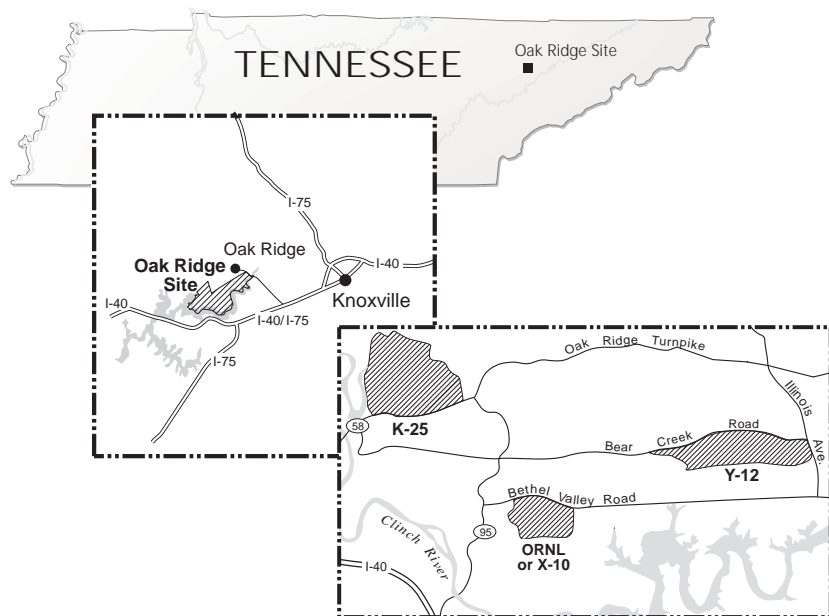 TENNESSEE
Oak Ridge Site
I-75
Oak Ridge
Oak Ridge
Site
I-40
Knoxville
I-40
I-40/I-75
I-75
Oak Ridge Turnpike
Illinois Ave.
58
K-25
Bear Creek Road
Y-12
Bethel Valley Road
Clinch River
95
ORNL
or X-10
I-40